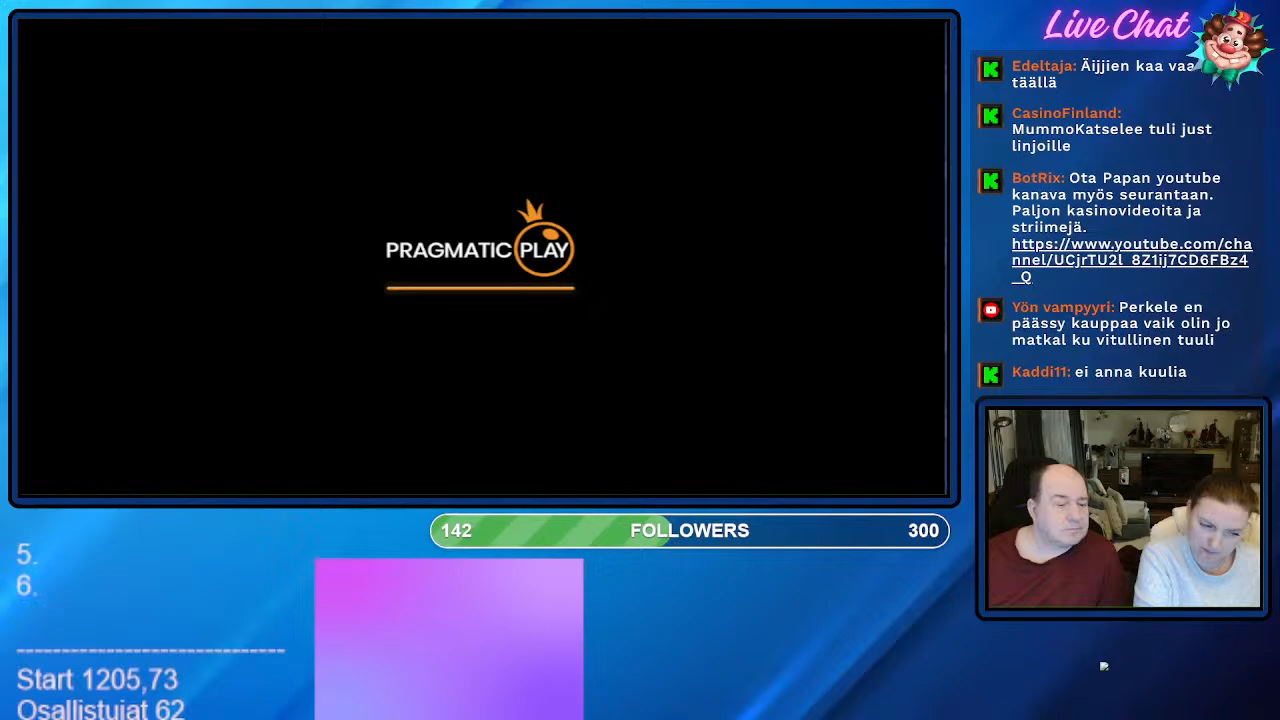 Live Chat
Edeltaja: Äijjien kaa vaa
täällä
CasinoFinland:
MummoKatselee tuli just
linjoille
BotRix: Ota Papan youtube
kanava myös seurantaan.
Paljon kasinovideoita ja
striimejä.
https://www.youtube.com/cha
nnel/UCjrTU2l_8Z1ij7CD6FBz4
_Q
Yön vampyyri: Perkele en
päässy kauppaa vaik olin jo
matkal ku vitullinen tuuli
Kaddi11: ei anna kuulia
PRAGMATIC PLAY
142 FOLLOWERS 300
5.
6.
------------------------------
Start 1205,73
Osallistujat 62